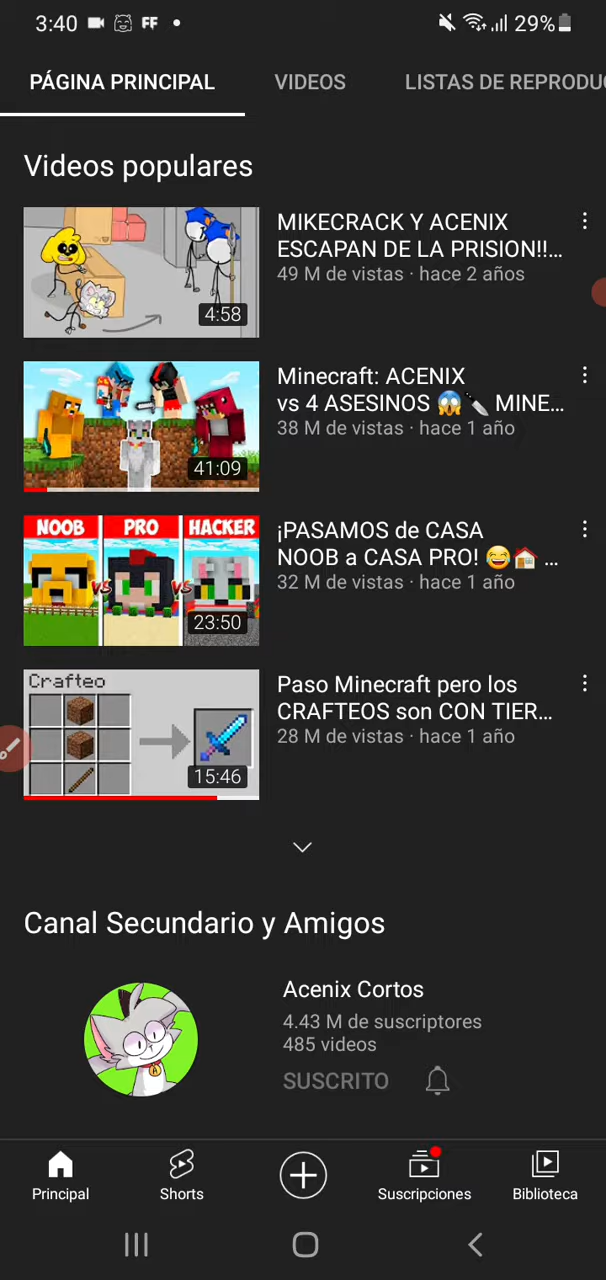 3:40 FF 29%
PÁGINA PRINCIPAL VIDEOS LISTAS DE REPRODU
Videos populares
MIKECRACK Y ACENIX
ESCAPAN DE LA PRISION!!...
49 M de vistas · hace 2 años
4:58
Minecraft: ACENIX
vs 4 ASESINOS 😱🔪 MINE...
38 M de vistas · hace 1 año
41:09
NOOB PRO HACKER
VS VS
¡PASAMOS de CASA
NOOB a CASA PRO! 😂🏠 ...
32 M de vistas · hace 1 año
23:50
Crafteo
Paso Minecraft pero los
CRAFTEOS son CON TIER...
28 M de vistas · hace 1 año
15:46
Canal Secundario y Amigos
Acenix Cortos
4.43 M de suscriptores
485 videos
SUSCRITO
Principal Shorts Suscripciones Biblioteca